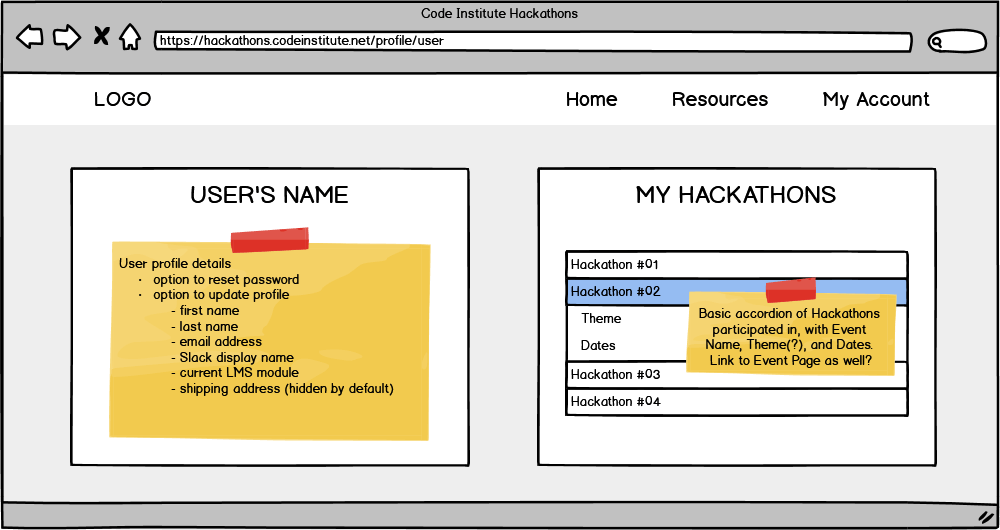 Code Institute Hackathons
https://hackathons.codeinstitute.net/profile/user
LOGO
Home
Resources
My Account
USER'S NAME
User profile details
· option to reset password
· option to update profile
- first name
- last name
- email address
- Slack display name
- current LMS module
- shipping address (hidden by default)
MY HACKATHONS
Hackathon #01
Hackathon #02
Theme
Dates
Basic accordion of Hackathons
participated in, with Event
Name, Theme(?), and Dates.
Link to Event Page as well?
Hackathon #03
Hackathon #04